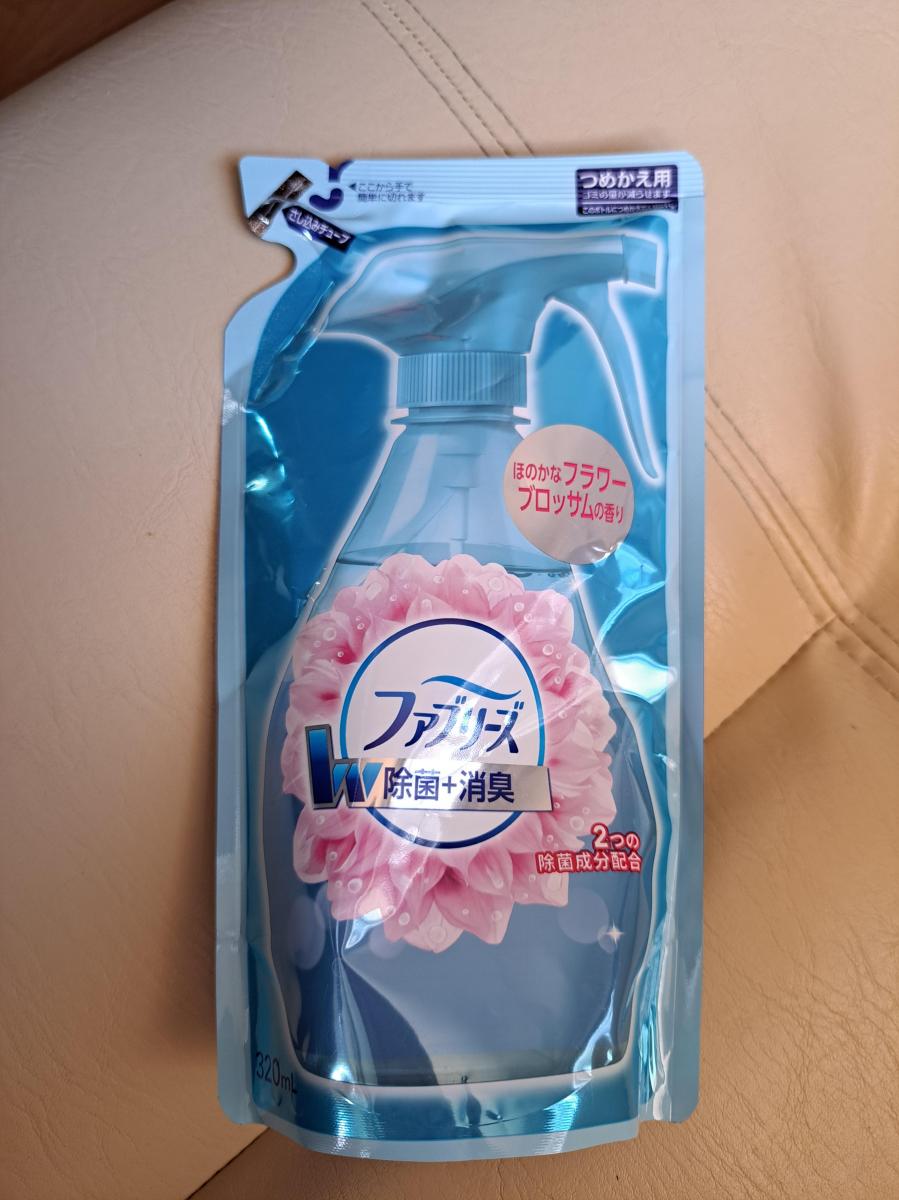 ここから手で
簡単に切れます
さし込みチューブ
つめかえ用
ゴミの量が減らせます
ほのかなフラワー
ブロッサムの香り
ファブリーズ
W除菌+消臭
2つの
除菌成分配合
320mL